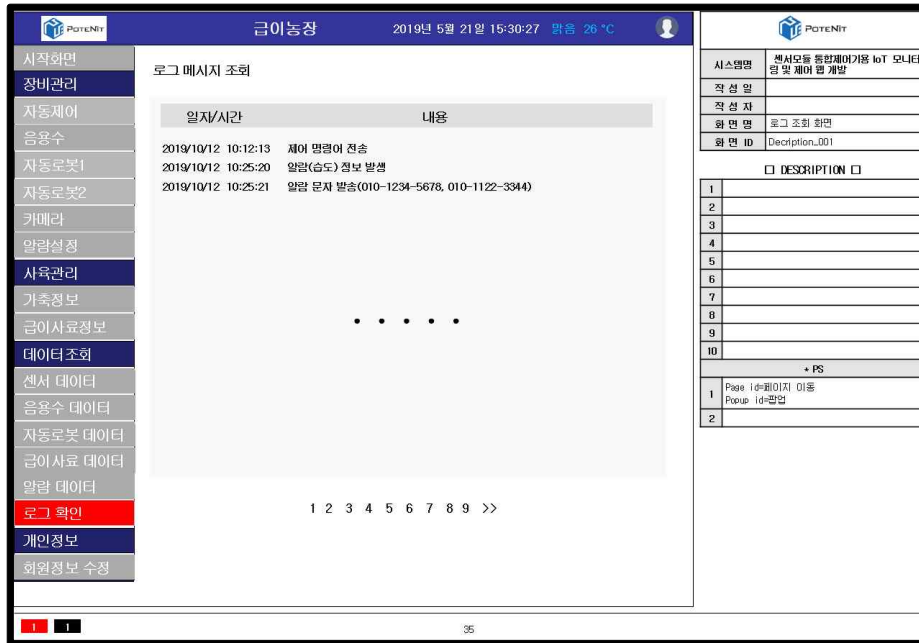 POTENIT
급이농장
2019년 5월 21일 15:30:27 맑음 26 °C
시작화면
장비관리
자동제어
음용수
자동로봇1
자동로봇2
카메라
알람설정
사육관리
가축정보
급이사료정보
데이터조회
센서 데이터
음용수 데이터
자동로봇 데이터
급이사료 데이터
알람 데이터
로그 확인
개인정보
회원정보 수정
로그 메시지 조회
일자/시간 내용
2019/10/12 10:12:13 제어 명령어 전송
2019/10/12 10:25:20 알람(습도) 정보 발생
2019/10/12 10:25:21 알람 문자 발송(010-1234-5678, 010-1122-3344)
• • • • •
1 2 3 4 5 6 7 8 9 >>
POTENIT
시스템명 센서모듈 통합제어기용 IoT 모니터
링 및 제어 웹 개발
작 성 일
작 성 자
화 면 명 로그 조회 화면
화 면 ID Decription_001
□ DESCRIPTION □
1
2
3
4
5
6
7
8
9
10
* PS
1 Page id=페이지 이동
Popup id=팝업
2
1 1
35